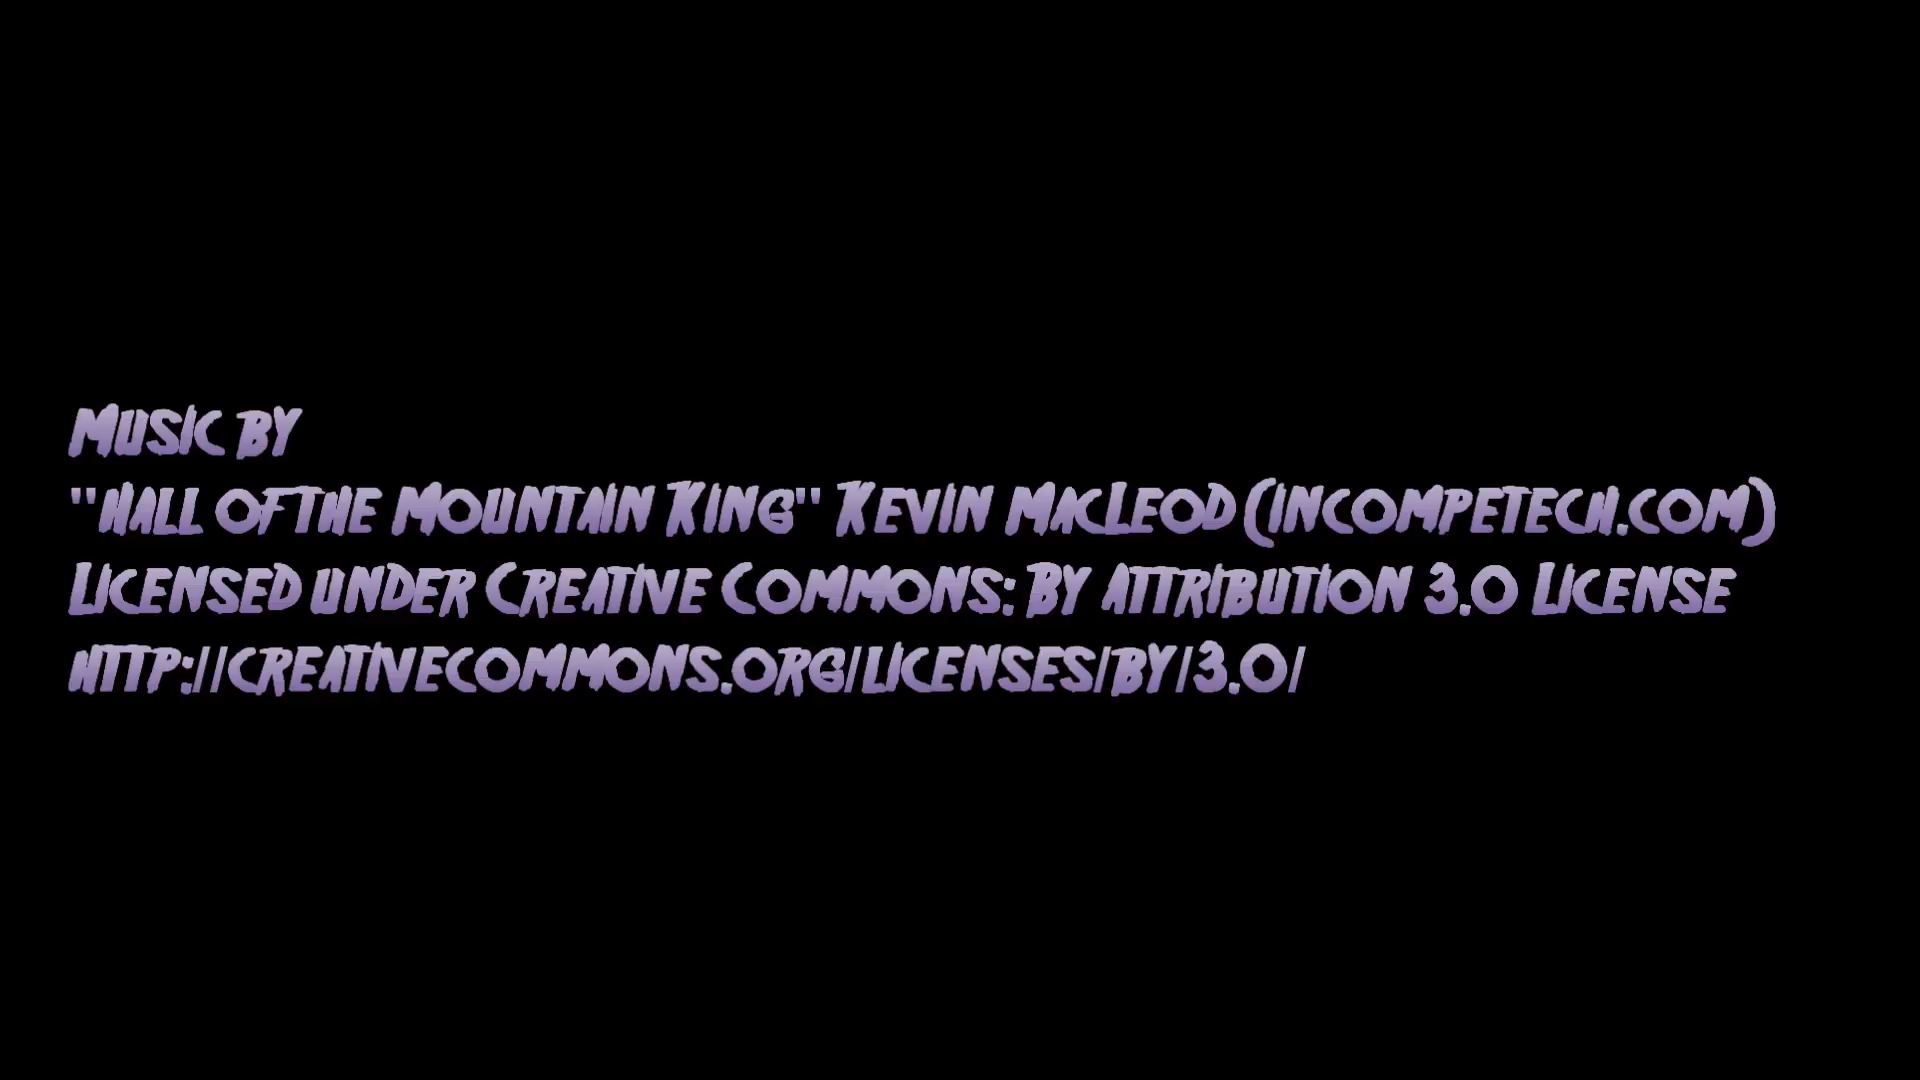 Music by
"Hall of the Mountain King" Kevin MacLeod (incompetech.com)
Licensed under Creative Commons: By Attribution 3.0 License
http://creativecommons.org/licenses/by/3.0/